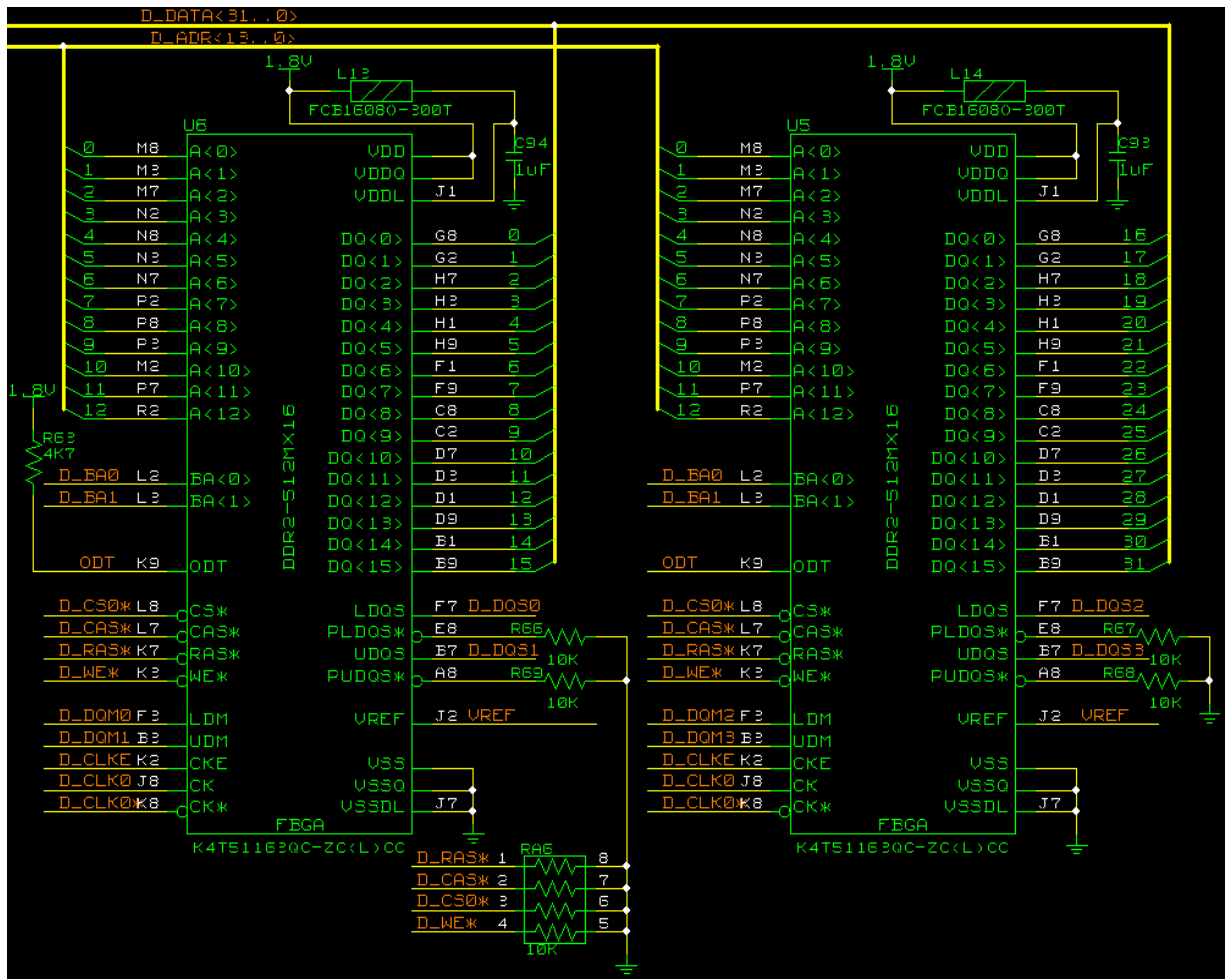 D_DATA<31..0>
D_ADR<13..0>
1.8V
L13
FCB1608O-300T
U6
C94
1uF
0 M8 A<0> VDD
1 M3 A<1> VDDQ
2 M7 A<2> VDDL J1
3 N2 A<3>
4 N8 A<4> DQ<0> G8 0
5 N3 A<5> DQ<1> G2 1
6 N7 A<6> DQ<2> H7 2
7 P2 A<7> DQ<3> H3 3
8 P8 A<8> DQ<4> H1 4
9 P3 A<9> DQ<5> H9 5
10 M2 A<10> DQ<6> F1 6
11 P7 A<11> DQ<7> F9 7
12 R2 A<12> DQ<8> C8 8
DQ<9> C2 9
1.8V
R63
4K7
DQ<10> D7 10
D_BA0 L2 BA<0> DQ<11> D3 11
D_BA1 L3 BA<1> DQ<12> D1 12
DQ<13> D9 13
DQ<14> B1 14
ODT K9 ODT DQ<15> B9 15
DDR2-512MX16
D_CS0* L8 CS* LDQS F7 D_DQS0
D_CAS* L7 CAS* PLDQS* E8 R66
10K
D_RAS* K7 RAS* UDQS B7 D_DQS1
D_WE* K3 WE* PUDQS* A8 R69
10K
D_DQM0 F3 LDM VREF J2 VREF
D_DQM1 B3 UDM
D_CLKE K2 CKE VSS
D_CLK0 J8 CK VSSQ
D_CLK0* K8 CK* VSSDL J7
FBGA
K4T51163QC-ZC(L)CC
RA6
D_RAS* 1 8
D_CAS* 2 7
D_CS0* 3 6
D_WE* 4 5
10K
1.8V
L14
FCB1608O-300T
U5
C93
1uF
0 M8 A<0> VDD
1 M3 A<1> VDDQ
2 M7 A<2> VDDL J1
3 N2 A<3>
4 N8 A<4> DQ<0> G8 16
5 N3 A<5> DQ<1> G2 17
6 N7 A<6> DQ<2> H7 18
7 P2 A<7> DQ<3> H3 19
8 P8 A<8> DQ<4> H1 20
9 P3 A<9> DQ<5> H9 21
10 M2 A<10> DQ<6> F1 22
11 P7 A<11> DQ<7> F9 23
12 R2 A<12> DQ<8> C8 24
DQ<9> C2 25
DQ<10> D7 26
D_BA0 L2 BA<0> DQ<11> D3 27
D_BA1 L3 BA<1> DQ<12> D1 28
DQ<13> D9 29
DQ<14> B1 30
ODT K9 ODT DQ<15> B9 31
DDR2-512MX16
D_CS0* L8 CS* LDQS F7 D_DQS2
D_CAS* L7 CAS* PLDQS* E8 R67
10K
D_RAS* K7 RAS* UDQS B7 D_DQS3
D_WE* K3 WE* PUDQS* A8 R68
10K
D_DQM2 F3 LDM VREF J2 VREF
D_DQM3 B3 UDM
D_CLKE K2 CKE VSS
D_CLK0 J8 CK VSSQ
D_CLK0* K8 CK* VSSDL J7
FBGA
K4T51163QC-ZC(L)CC